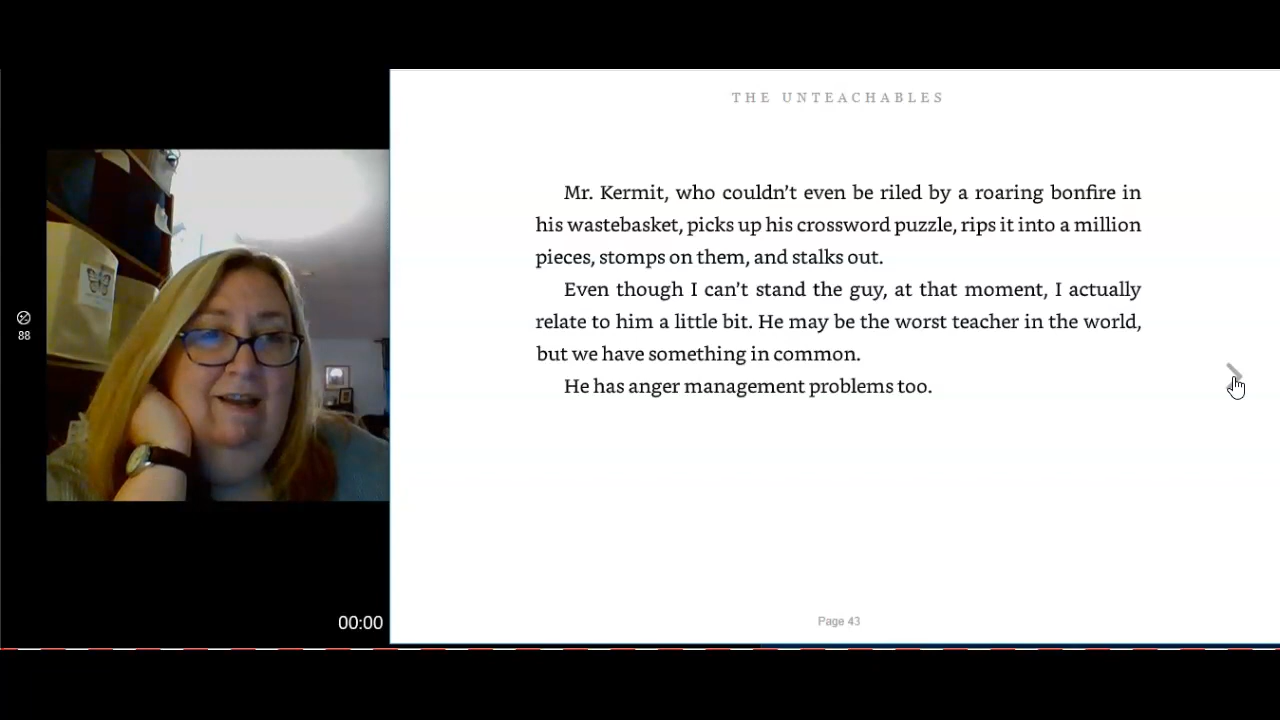 THE UNTEACHABLES
Mr. Kermit, who couldn't even be riled by a roaring bonfire in
his wastebasket, picks up his crossword puzzle, rips it into a million
pieces, stomps on them, and stalks out.
Even though I can't stand the guy, at that moment, I actually
relate to him a little bit. He may be the worst teacher in the world,
but we have something in common.
He has anger management problems too.
88
00:00
Page 43